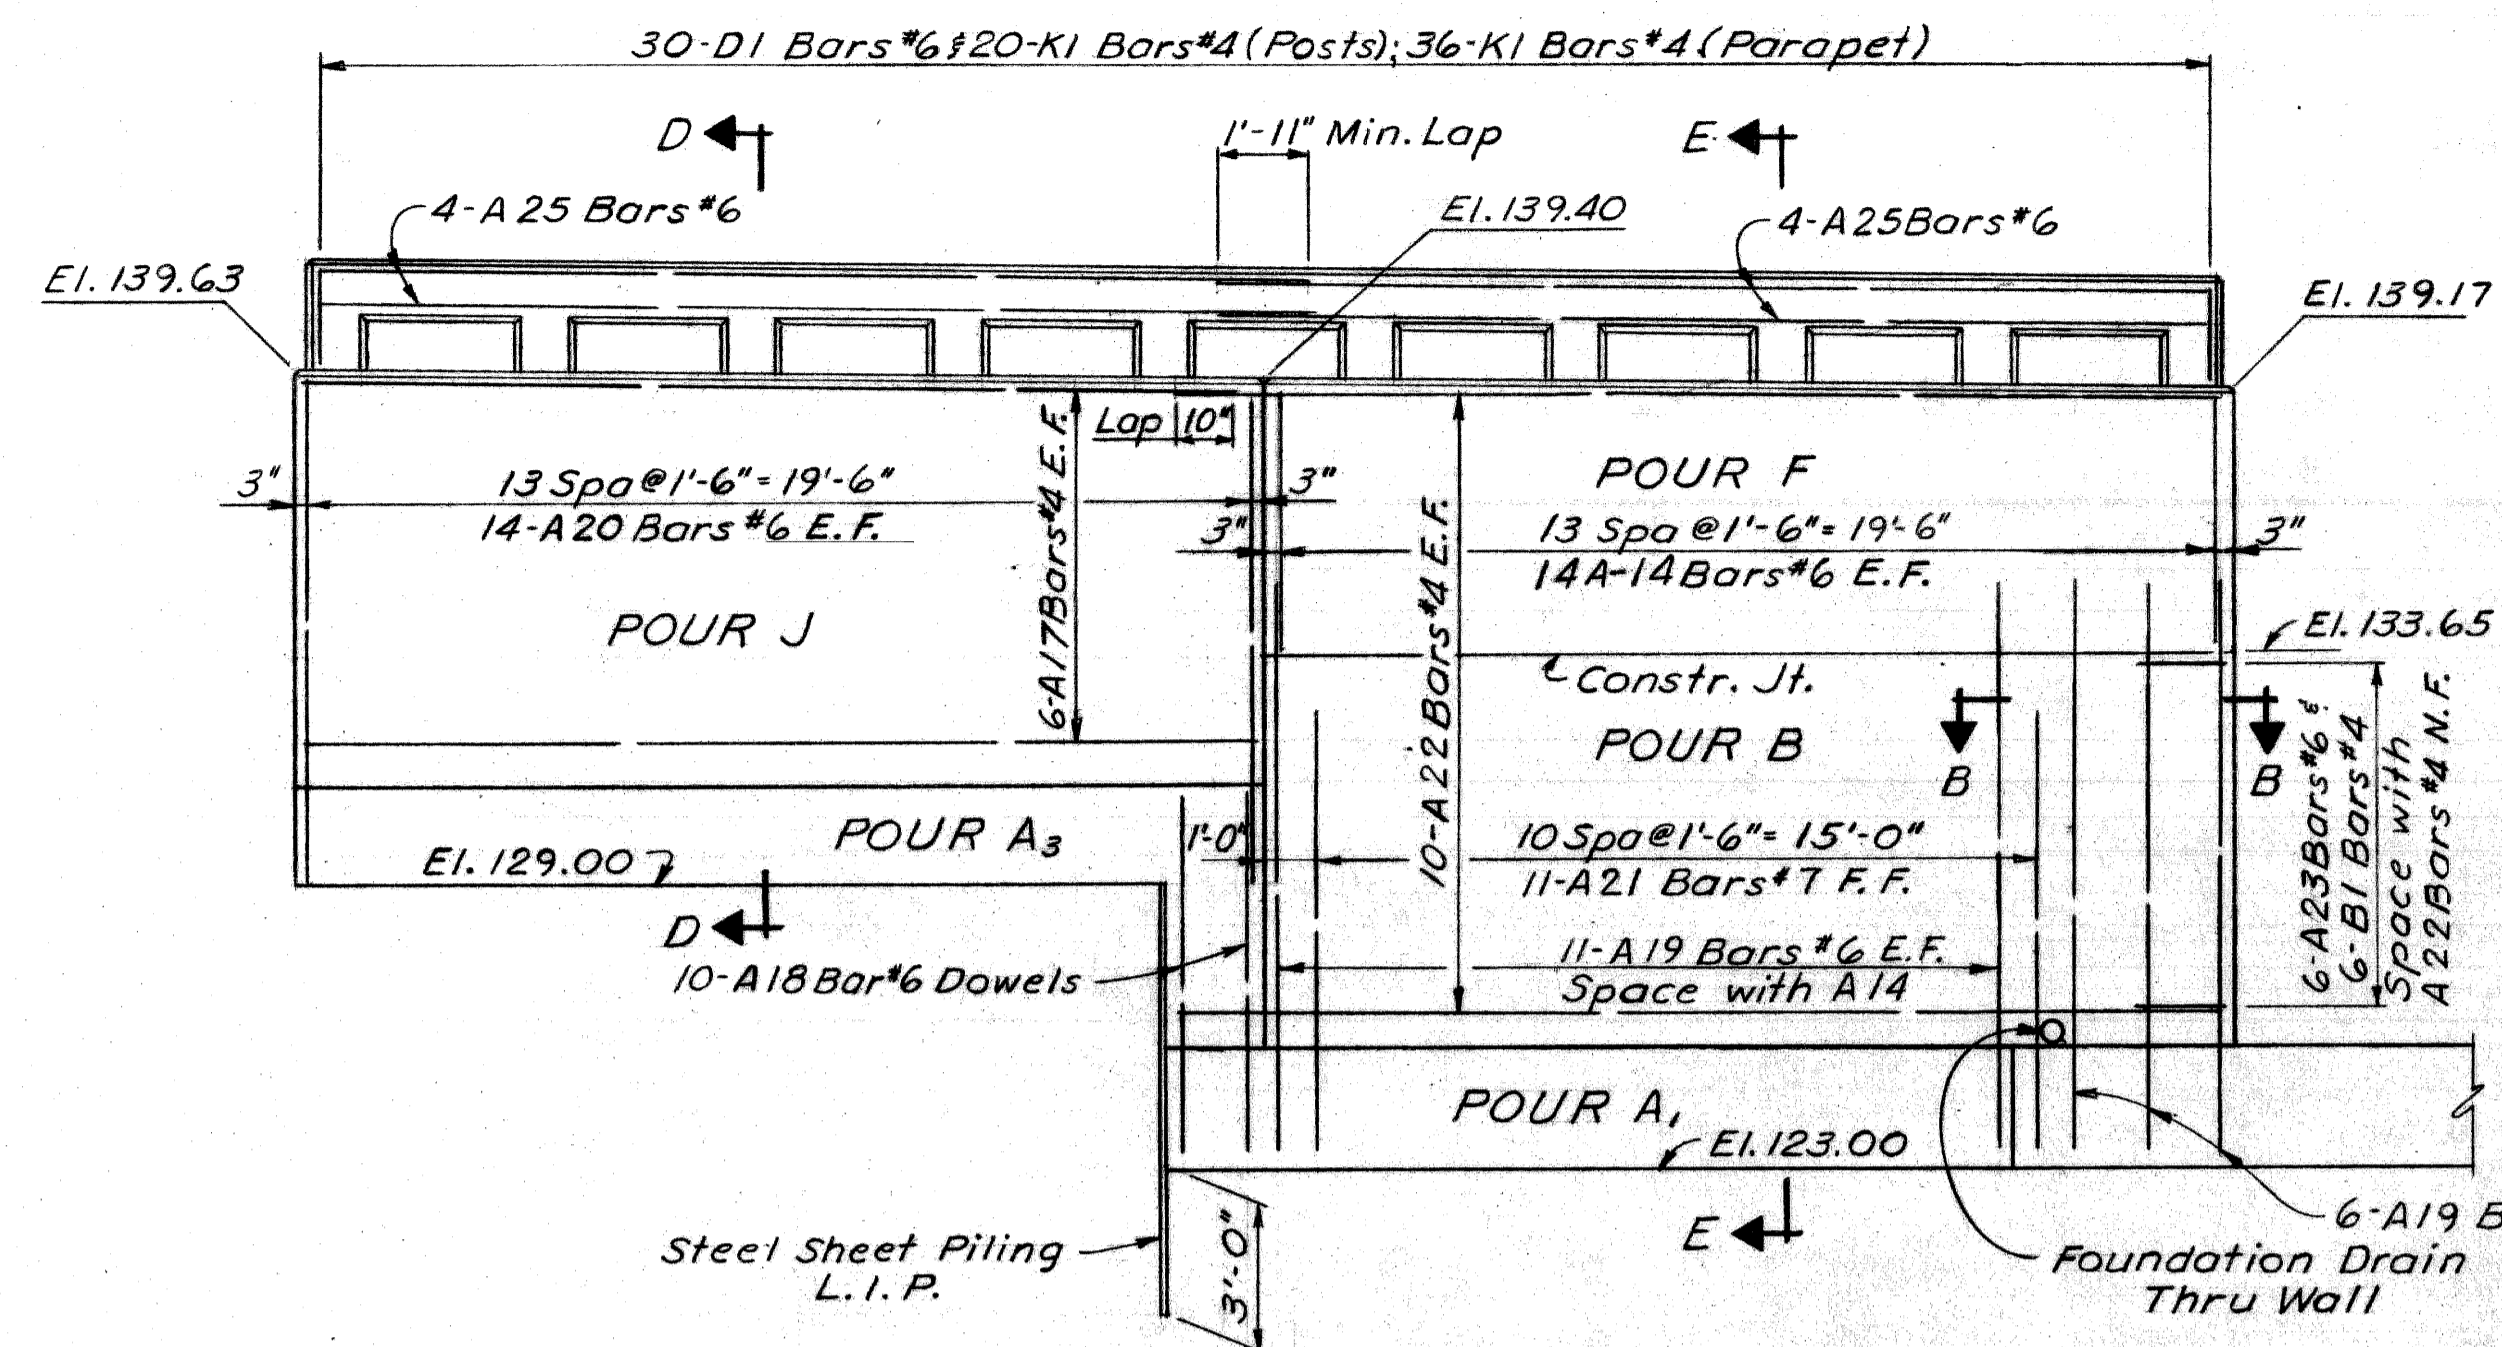 30-D1 Bars #6 & 20-K1 Bars #4 (Posts); 36-K1 Bars #4 (Parapet)
D
1'-11" Min. Lap
E
4-A25 Bars #6
El. 139.40
4-A25 Bars #6
El. 139.63
El. 139.17
Lap 10"
6-A17 Bars #4 E.F.
3"
13 Spa @ 1'-6" = 19'-6"
14-A20 Bars #6 E.F.
3"
3"
POUR F
13 Spa @ 1'-6" = 19'-6"
14A-14 Bars #6 E.F.
3"
10-A22 Bars #4 E.F.
POUR J
El. 133.65
Constr. Jt.
POUR B
B
B
6-A23 Bars #6 &
6-B1 Bars #4
Space with
A22 Bars #4 N.F.
POUR A3
1'-0"
10 Spa @ 1'-6" = 15'-0"
11-A21 Bars #7 F.F.
El. 129.00
D
10-A18 Bar #6 Dowels
11-A19 Bars #6 E.F.
Space with A14
POUR A1
El. 123.00
E
6-A19 B
Steel Sheet Piling
L.I.P.
3'-0"
Foundation Drain
Thru Wall